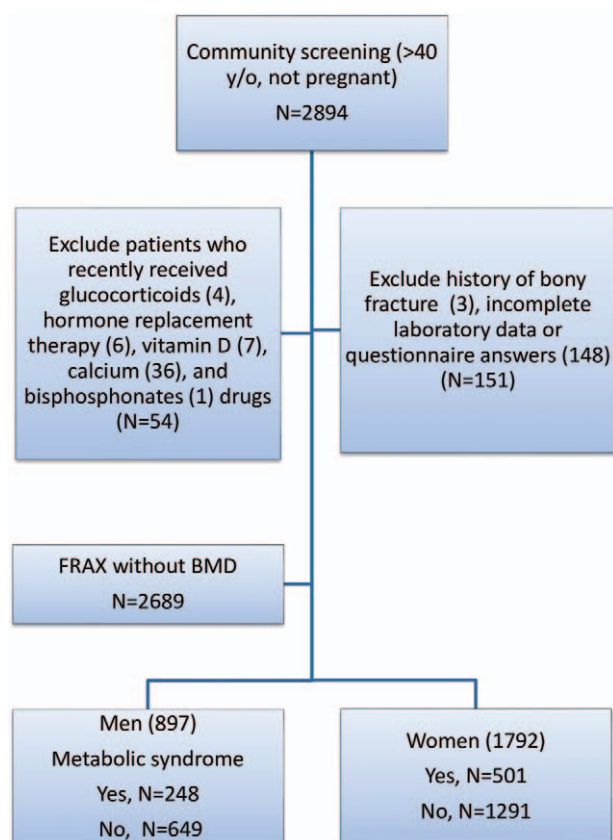 Community screening (>40
y/o, not pregnant)
N=2894
Exclude patients who
recently received
glucocorticoids (4),
hormone replacement
therapy (6), vitamin D (7),
calcium (36), and
bisphosphonates (1) drugs
(N=54)
Exclude history of bony
fracture (3), incomplete
laboratory data or
questionnaire answers (148)
(N=151)
FRAX without BMD
N=2689
Men (897)
Metabolic syndrome
Yes, N=248
No, N=649
Women (1792)
Yes, N=501
No, N=1291